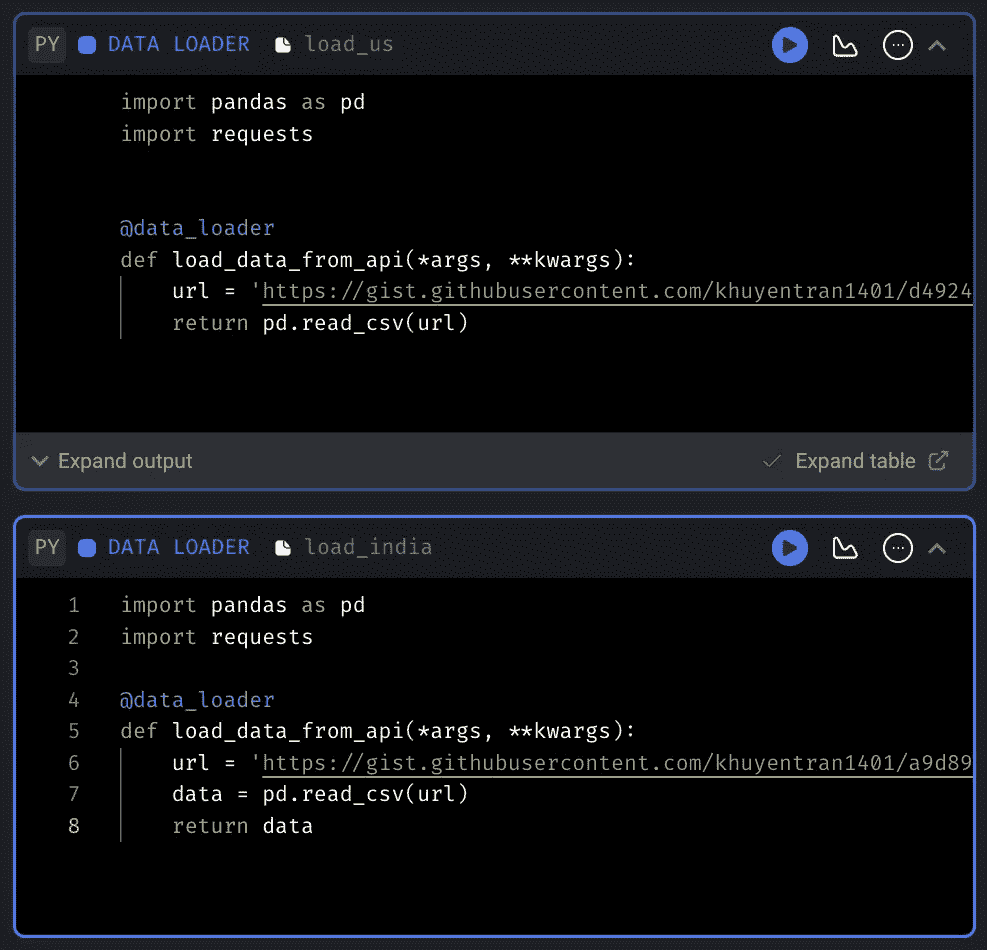 PY DATA LOADER load_us
import pandas as pd
import requests
@data_loader
def load_data_from_api(*args, **kwargs):
url = 'https://gist.githubusercontent.com/khuyentran1401/d4924
return pd.read_csv(url)
Expand output Expand table
PY DATA LOADER load_india
1 import pandas as pd
2 import requests
3
4 @data_loader
5 def load_data_from_api(*args, **kwargs):
6 url = 'https://gist.githubusercontent.com/khuyentran1401/a9d89
7 data = pd.read_csv(url)
8 return data